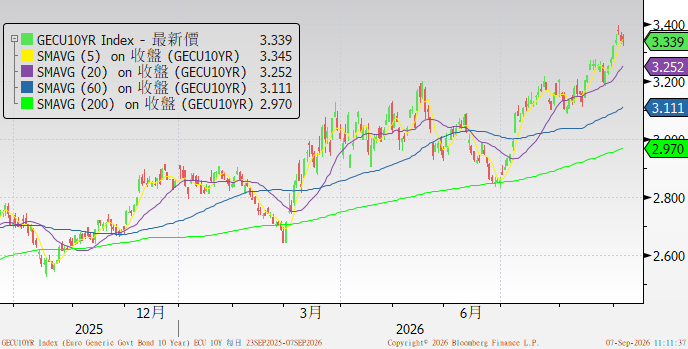 GECU10YR Index - 最新價 3.339
SMAVG (5) on 收盤 (GECU10YR) 3.345
SMAVG (20) on 收盤 (GECU10YR) 3.252
SMAVG (60) on 收盤 (GECU10YR) 3.111
SMAVG (200) on 收盤 (GECU10YR) 2.970
3.400
3.339
3.252
3.200
3.111
3.000
2.970
2.800
2.600
12月 3月 6月
2025 2026
GECU10YR Index (Euro Generic Govt Bond 10 Year) ECU 10Y 每日 23SEP2025-07SEP2026 Copyright© 2026 Bloomberg Finance L.P. 07-Sep-2026 11:11:37